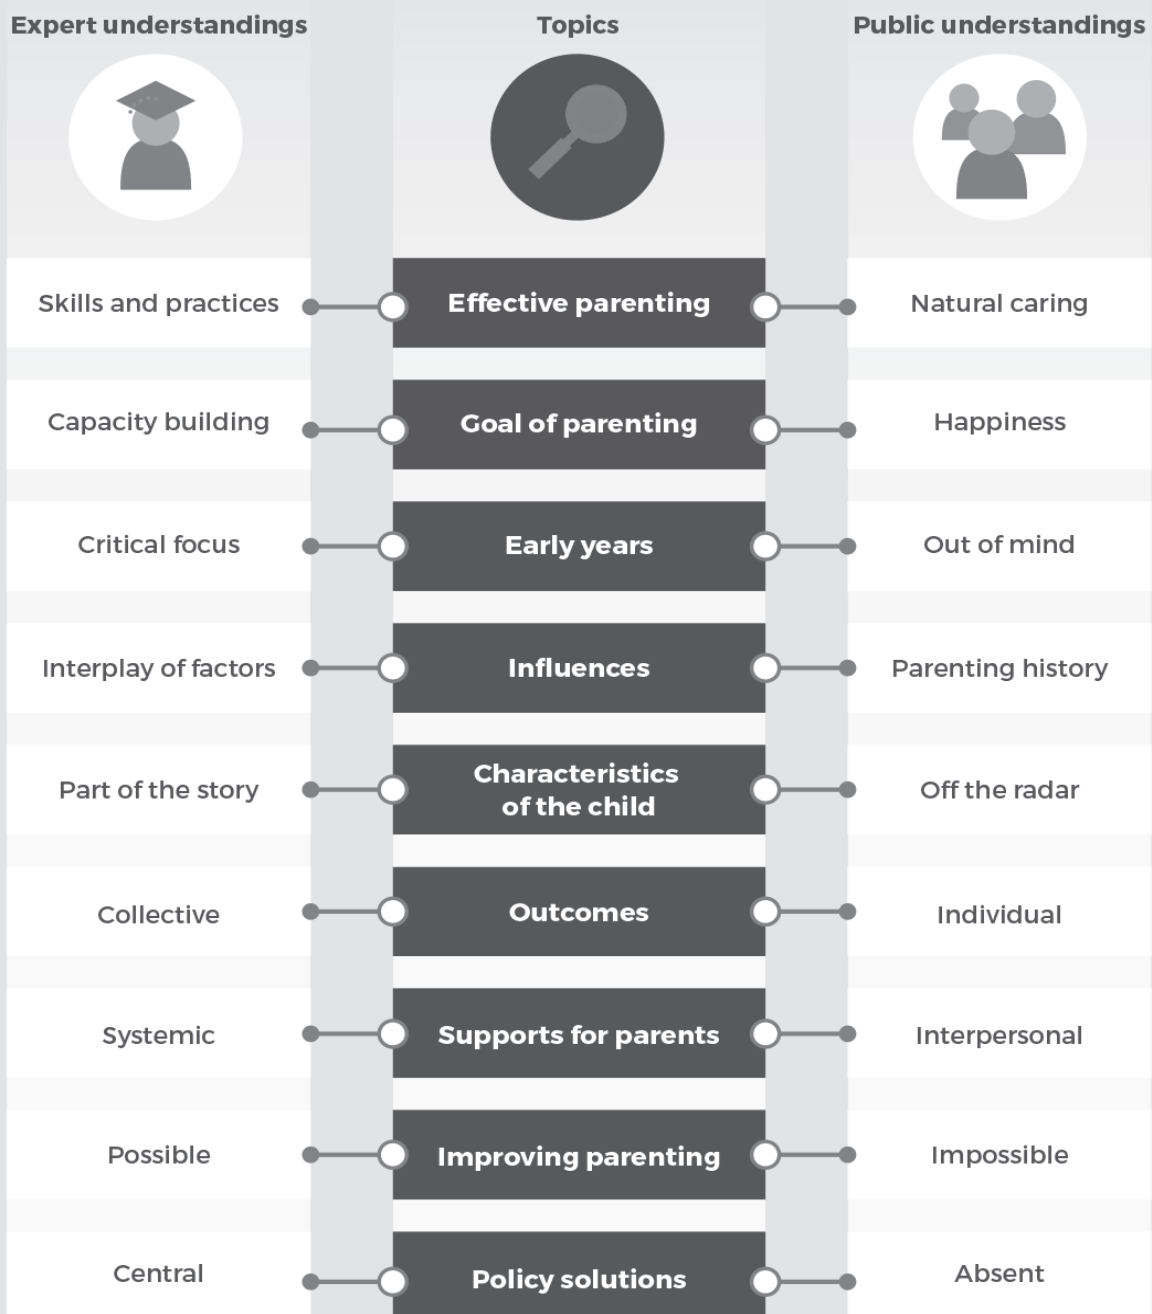 Expert understandings
Topics
Public understandings
Skills and practices
Effective parenting
Natural caring
Capacity building
Goal of parenting
Happiness
Critical focus
Early years
Out of mind
Interplay of factors
Influences
Parenting history
Part of the story
Characteristics
of the child
Off the radar
Collective
Outcomes
Individual
Systemic
Supports for parents
Interpersonal
Possible
Improving parenting
Impossible
Central
Policy solutions
Absent